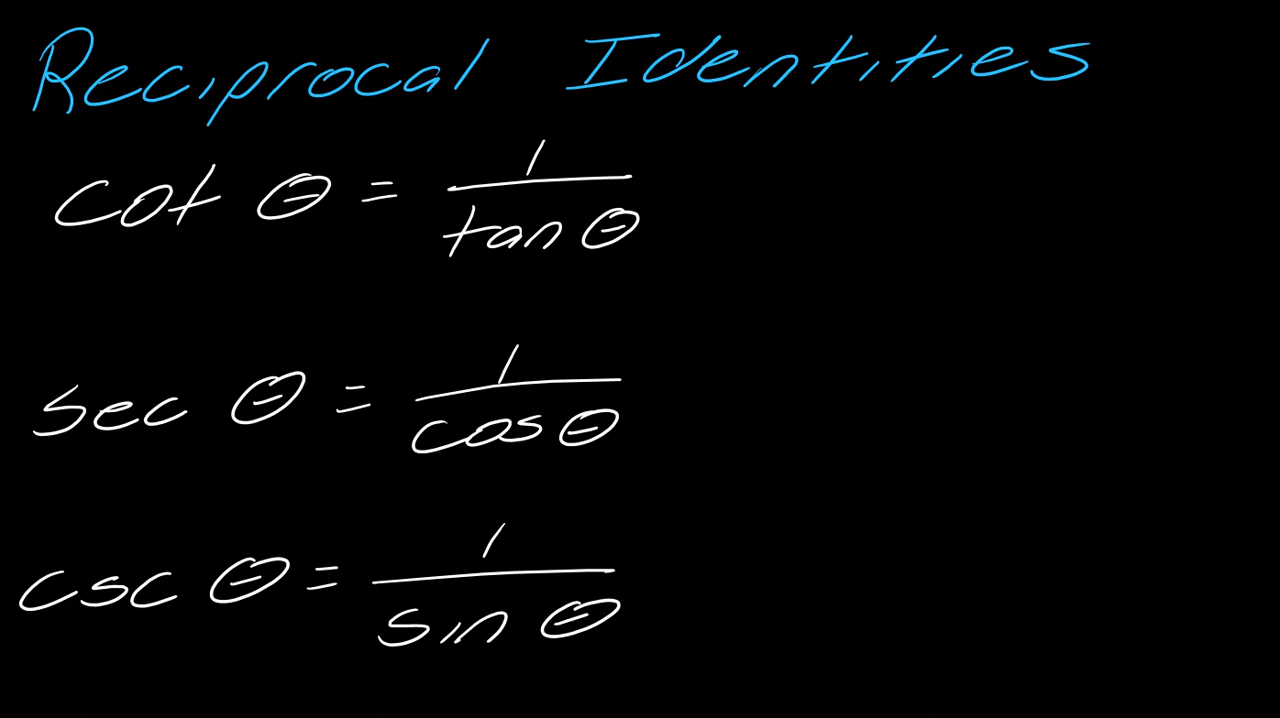 Reciprocal Identities
cot θ = 1/tan θ
sec θ = 1/cos θ
csc θ = 1/sin θ